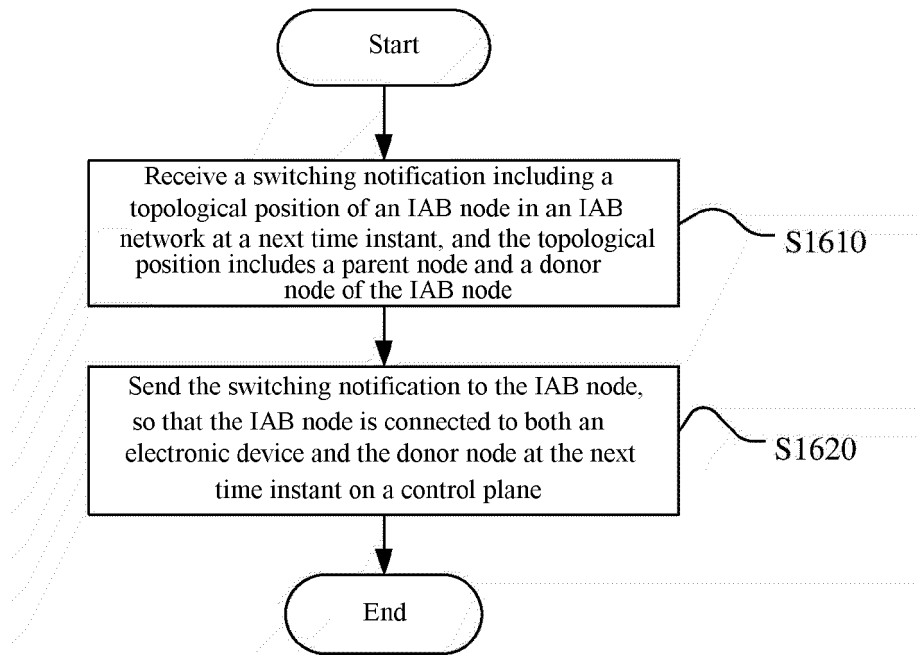 Start
Receive a switching notification including a
topological position of an IAB node in an IAB
network at a next time instant, and the topological
position includes a parent node and a donor
node of the IAB node
S1610
Send the switching notification to the IAB node,
so that the IAB node is connected to both an
electronic device and the donor node at the next
time instant on a control plane
S1620
End